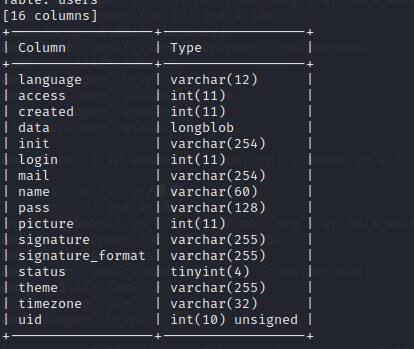 Table: users
[16 columns]
+------------------+------------------+
| Column           | Type             |
+------------------+------------------+
| language         | varchar(12)      |
| access           | int(11)          |
| created          | int(11)          |
| data             | longblob         |
| init             | varchar(254)     |
| login            | int(11)          |
| mail             | varchar(254)     |
| name             | varchar(60)      |
| pass             | varchar(128)     |
| picture          | int(11)          |
| signature        | varchar(255)     |
| signature_format | varchar(255)     |
| status           | tinyint(4)       |
| theme            | varchar(255)     |
| timezone         | varchar(32)      |
| uid              | int(10) unsigned |
+------------------+------------------+